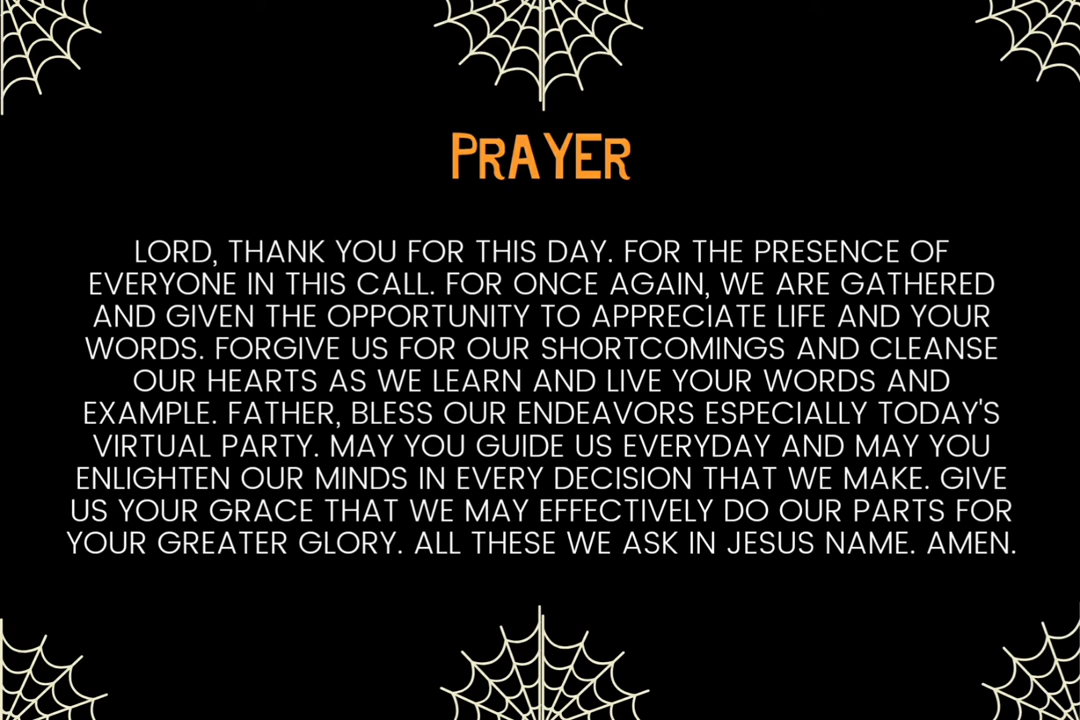 PRAYER
LORD, THANK YOU FOR THIS DAY. FOR THE PRESENCE OF
EVERYONE IN THIS CALL. FOR ONCE AGAIN, WE ARE GATHERED
AND GIVEN THE OPPORTUNITY TO APPRECIATE LIFE AND YOUR
WORDS. FORGIVE US FOR OUR SHORTCOMINGS AND CLEANSE
OUR HEARTS AS WE LEARN AND LIVE YOUR WORDS AND
EXAMPLE. FATHER, BLESS OUR ENDEAVORS ESPECIALLY TODAY'S
VIRTUAL PARTY. MAY YOU GUIDE US EVERYDAY AND MAY YOU
ENLIGHTEN OUR MINDS IN EVERY DECISION THAT WE MAKE. GIVE
US YOUR GRACE THAT WE MAY EFFECTIVELY DO OUR PARTS FOR
YOUR GREATER GLORY. ALL THESE WE ASK IN JESUS NAME. AMEN.